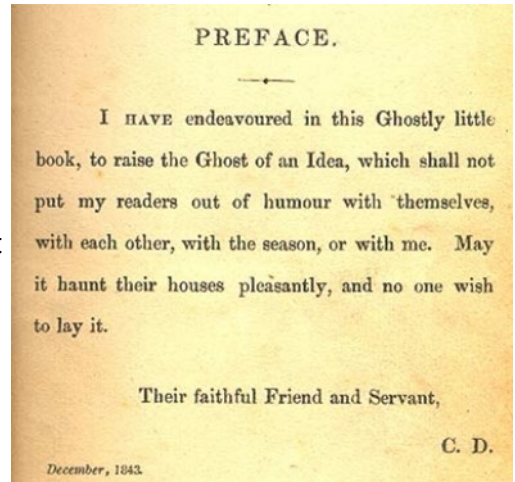 PREFACE.
I HAVE endeavoured in this Ghostly little
book, to raise the Ghost of an Idea, which shall not
put my readers out of humour with themselves,
with each other, with the season, or with me. May
it haunt their houses pleasantly, and no one wish
to lay it.
Their faithful Friend and Servant,
C. D.
December, 1843.